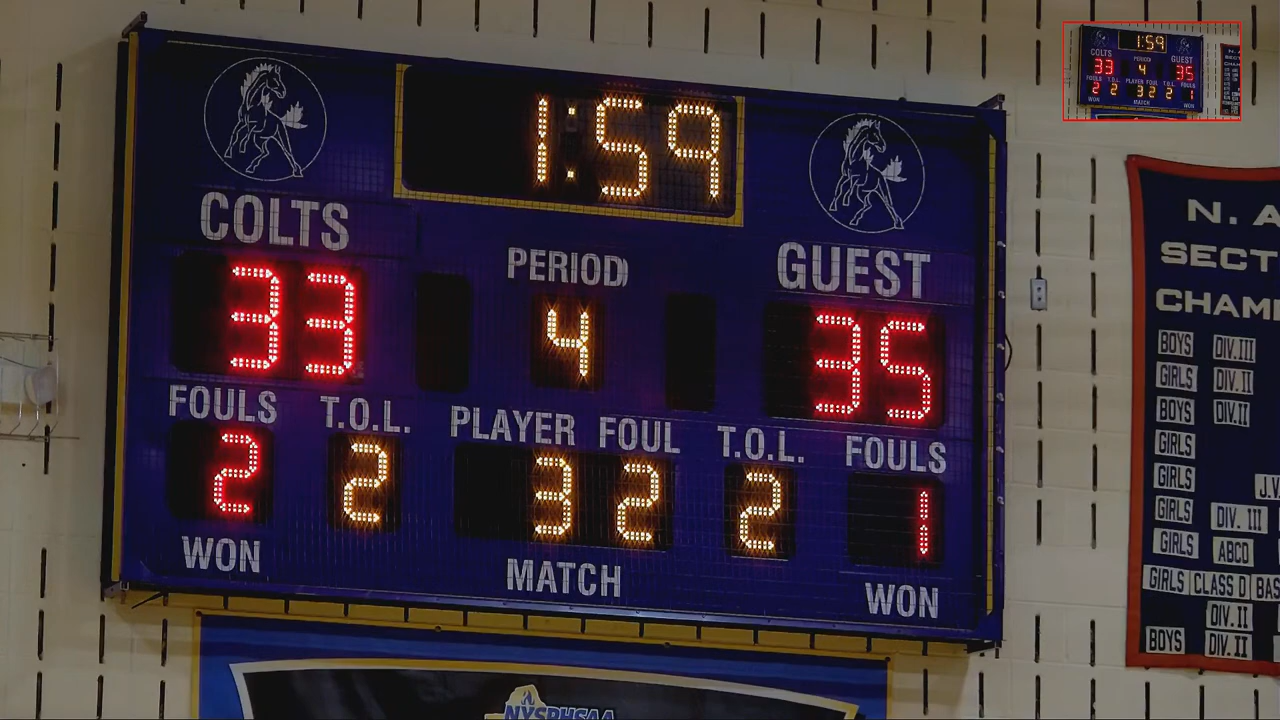 1:59
COLTS
PERIOD
GUEST
33
4
35
FOULS
T.O.L.
PLAYER FOUL
T.O.L.
FOULS
2
2
3 2
2
1
WON
MATCH
WON
NYSPHSAA
N. A
SECT
CHAMP
BOYS DIV.III
GIRLS DIV.II
BOYS DIV.II
GIRLS
GIRLS J.V
GIRLS DIV. III
GIRLS ABCD
GIRLS CLASS D BAS
DIV.II
BOYS DIV.II